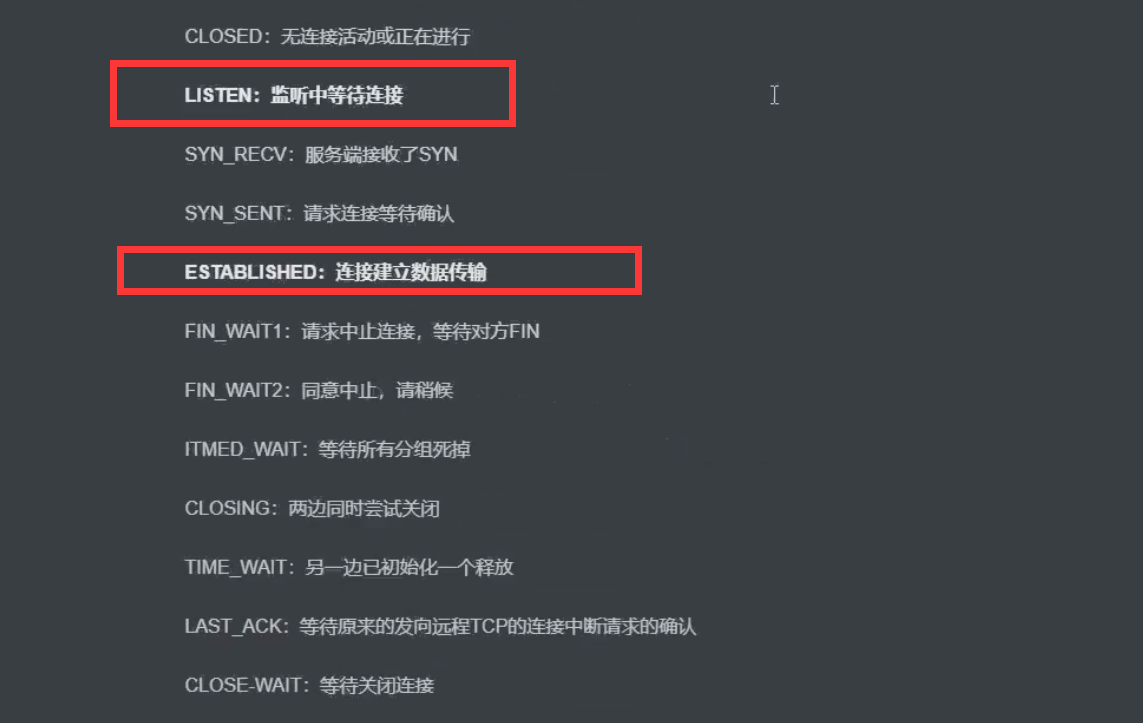 CLOSED：无连接活动或正在进行
LISTEN：监听中等待连接
SYN_RECV：服务端接收了SYN
SYN_SENT：请求连接等待确认
ESTABLISHED：连接建立数据传输
FIN_WAIT1：请求中止连接，等待对方FIN
FIN_WAIT2：同意中止，请稍候
ITMED_WAIT：等待所有分组死掉
CLOSING：两边同时尝试关闭
TIME_WAIT：另一边已初始化一个释放
LAST_ACK：等待原来的发向远程TCP的连接中断请求的确认
CLOSE-WAIT：等待关闭连接